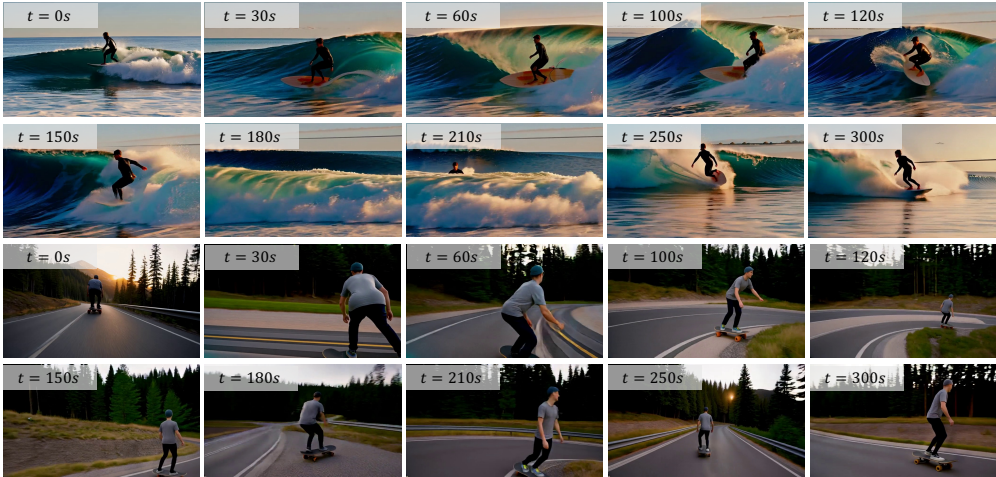 t = 0s
t = 30s
t = 60s
t = 100s
t = 120s
t = 150s
t = 180s
t = 210s
t = 250s
t = 300s
t = 0s
t = 30s
t = 60s
t = 100s
t = 120s
t = 150s
t = 180s
t = 210s
t = 250s
t = 300s